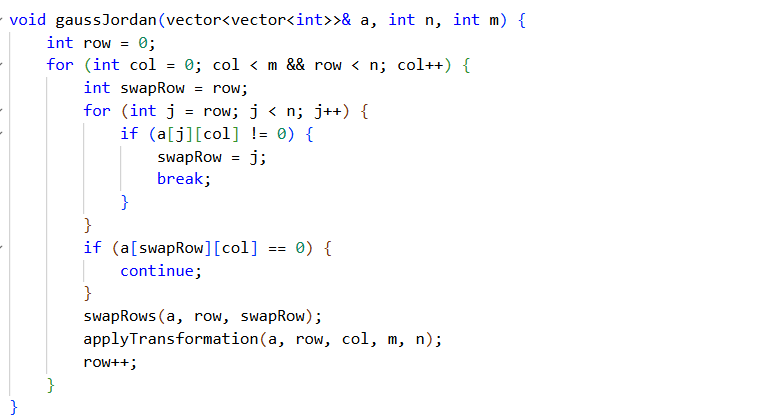 void gaussJordan(vector<vector<int>>& a, int n, int m) {
    int row = 0;
    for (int col = 0; col < m && row < n; col++) {
        int swapRow = row;
        for (int j = row; j < n; j++) {
            if (a[j][col] != 0) {
                swapRow = j;
                break;
            }
        }
        if (a[swapRow][col] == 0) {
            continue;
        }
        swapRows(a, row, swapRow);
        applyTransformation(a, row, col, m, n);
        row++;
    }
}